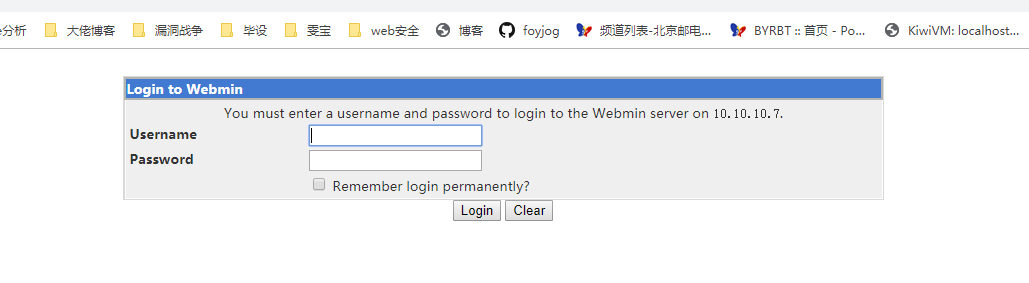 e分析 大佬博客 漏洞战争 毕设 雯宝 web安全 博客 foyjog 频道列表-北京邮电... BYRBT :: 首页 - Po... KiwiVM: localhost...
Login to Webmin
You must enter a username and password to login to the Webmin server on 10.10.10.7.
Username
Password
Remember login permanently?
Login Clear